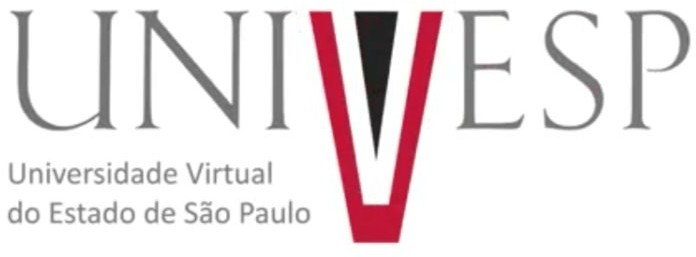 UNIVESP
Universidade Virtual
do Estado de São Paulo